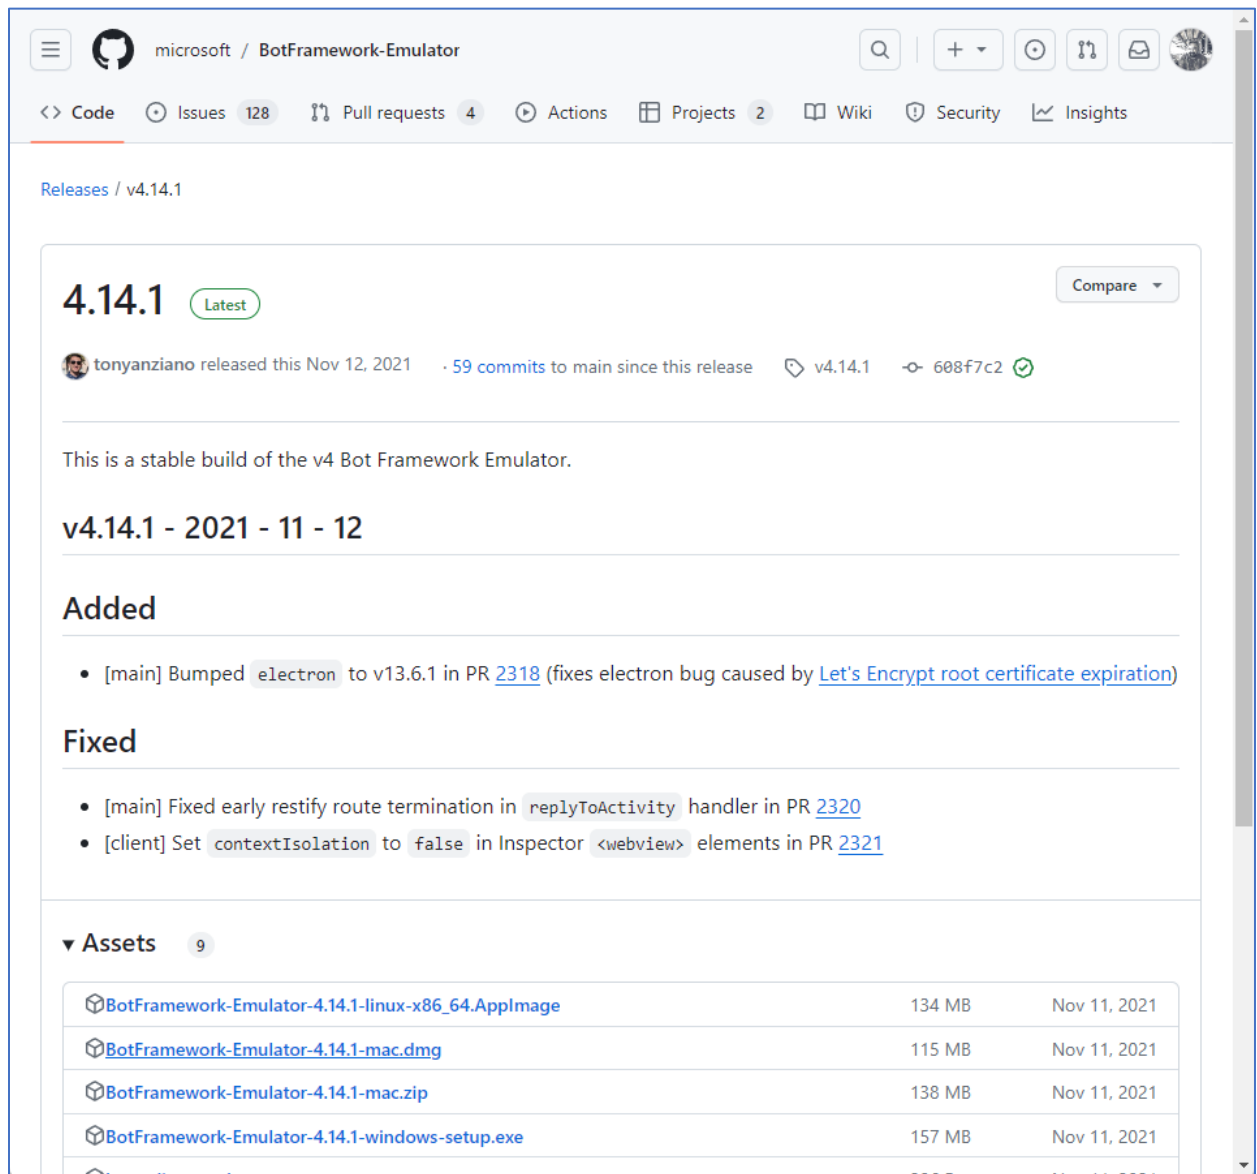 microsoft / BotFramework-Emulator
Code Issues 128 Pull requests 4 Actions Projects 2 Wiki Security Insights
Releases / v4.14.1
4.14.1 Latest Compare
tonyanziano released this Nov 12, 2021 · 59 commits to main since this release v4.14.1 608f7c2
This is a stable build of the v4 Bot Framework Emulator.
v4.14.1 - 2021 - 11 - 12
Added
• [main] Bumped electron to v13.6.1 in PR 2318 (fixes electron bug caused by Let's Encrypt root certificate expiration)
Fixed
• [main] Fixed early restify route termination in replyToActivity handler in PR 2320
• [client] Set contextIsolation to false in Inspector <webview> elements in PR 2321
Assets 9
BotFramework-Emulator-4.14.1-linux-x86_64.AppImage 134 MB Nov 11, 2021
BotFramework-Emulator-4.14.1-mac.dmg 115 MB Nov 11, 2021
BotFramework-Emulator-4.14.1-mac.zip 138 MB Nov 11, 2021
BotFramework-Emulator-4.14.1-windows-setup.exe 157 MB Nov 11, 2021